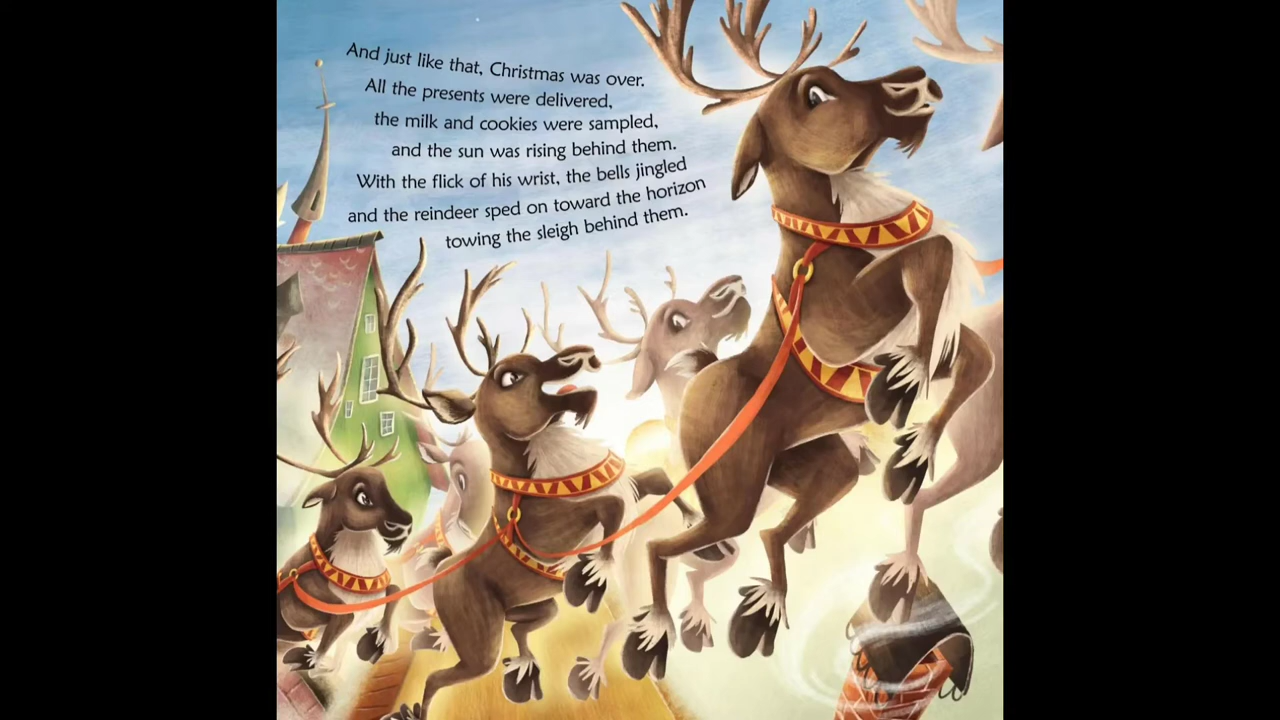 And just like that, Christmas was over.
All the presents were delivered,
the milk and cookies were sampled,
and the sun was rising behind them.
With the flick of his wrist, the bells jingled
and the reindeer sped on toward the horizon
towing the sleigh behind them.